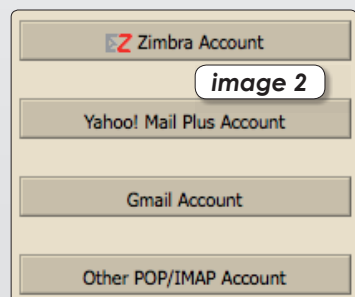 Zimbra Account
image 2
Yahoo! Mail Plus Account
Gmail Account
Other POP/IMAP Account